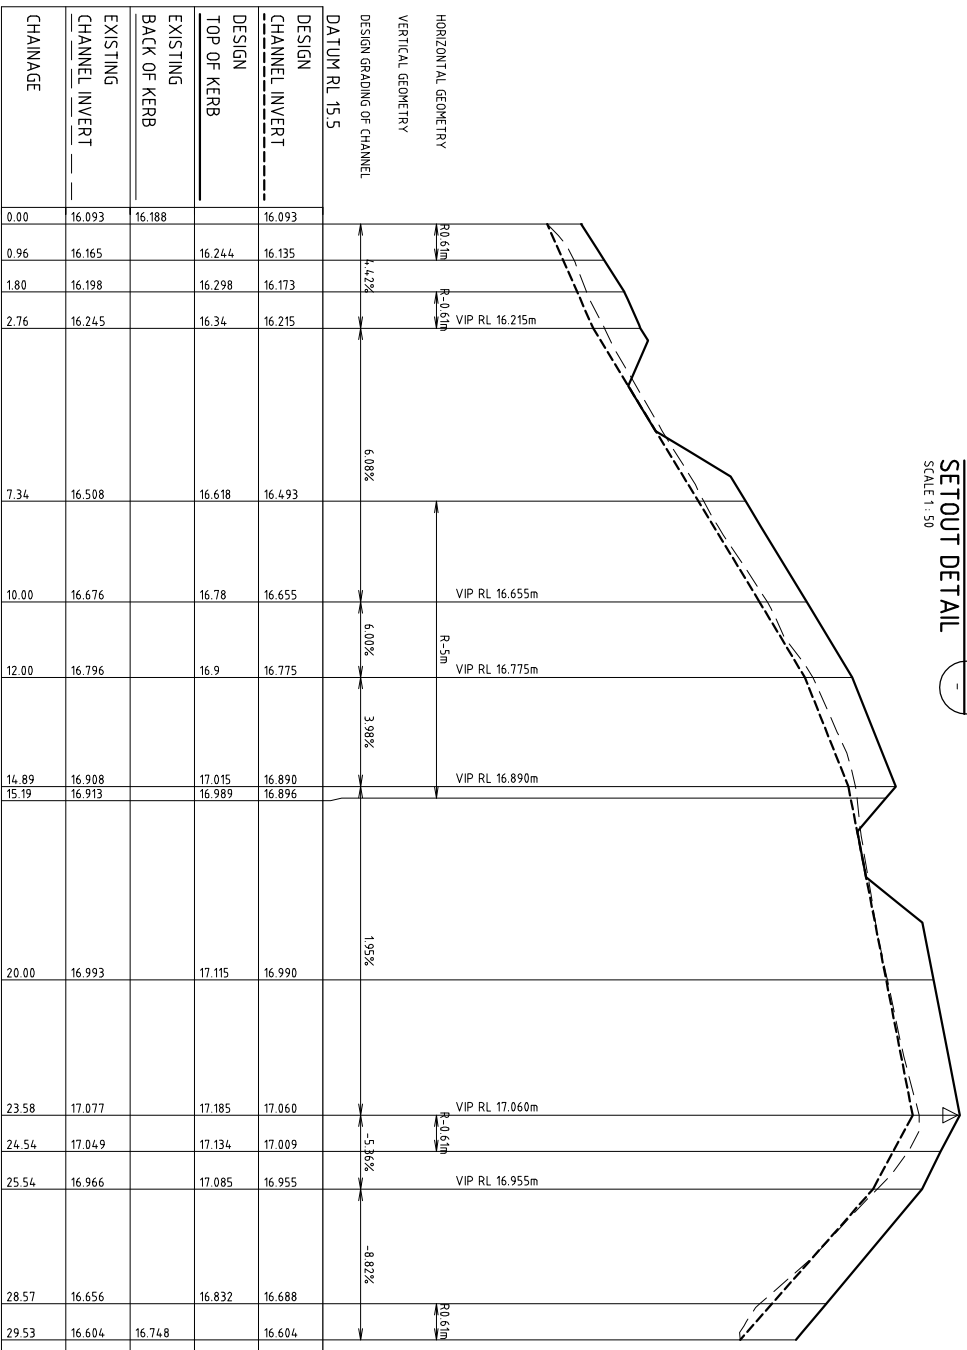 SETOUT DETAIL
SCALE 1 : 50
-
HORIZONTAL GEOMETRY
R0.61m
R-0.61m
R-5m
R-0.61m
R0.61m
VERTICAL GEOMETRY
VIP RL 16.215m
VIP RL 16.655m
VIP RL 16.775m
VIP RL 16.890m
VIP RL 17.060m
VIP RL 16.955m
DESIGN GRADING OF CHANNEL
4.42%
6.08%
6.00%
3.98%
1.95%
-5.36%
-8.82%
DATUM RL 15.5
DESIGN
CHANNEL INVERT
16.093 16.135 16.173 16.215 16.493 16.655 16.775 16.890 16.896 16.990 17.060 17.009 16.955 16.688 16.604
DESIGN
TOP OF KERB
16.244 16.298 16.34 16.618 16.78 16.9 17.015 16.989 17.115 17.185 17.134 17.085 16.832
EXISTING
BACK OF KERB
16.188 16.748
EXISTING
CHANNEL INVERT
16.093 16.165 16.198 16.245 16.508 16.676 16.796 16.908 16.913 16.993 17.077 17.049 16.966 16.656 16.604
CHAINAGE
0.00 0.96 1.80 2.76 7.34 10.00 12.00 14.89 15.19 20.00 23.58 24.54 25.54 28.57 29.53